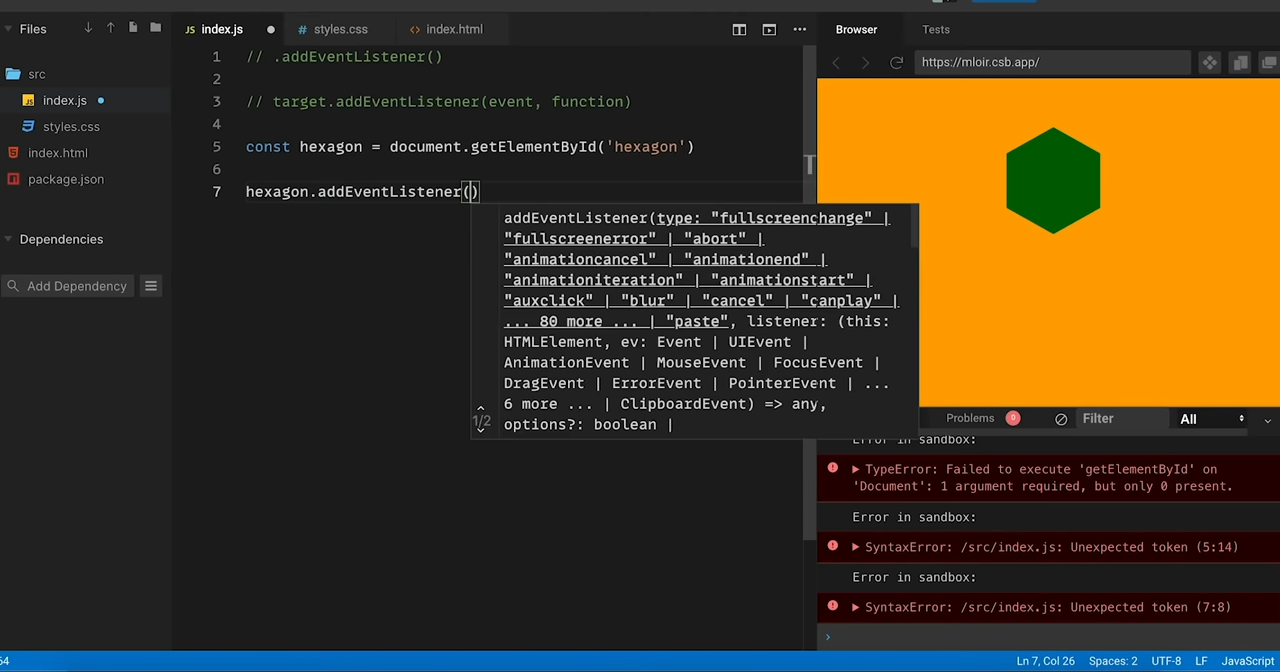 Files
JS index.js
# styles.css
<> index.html
Browser
Tests
https://mloir.csb.app/
src
JS index.js
styles.css
index.html
package.json
Dependencies
Add Dependency
1 // .addEventListener()
2
3 // target.addEventListener(event, function)
4
5 const hexagon = document.getElementById('hexagon')
6
7 hexagon.addEventListener()
addEventListener(type: "fullscreenchange" |
"fullscreenerror" | "abort" |
"animationcancel" | "animationend" |
"animationiteration" | "animationstart" |
"auxclick" | "blur" | "cancel" | "canplay" |
... 80 more ... | "paste", listener: (this:
HTMLElement, ev: Event | UIEvent |
AnimationEvent | MouseEvent | FocusEvent |
DragEvent | ErrorEvent | PointerEvent | ...
6 more ... | ClipboardEvent) => any,
1/2
options?: boolean |
Problems 0 Filter All
Error in sandbox:
TypeError: Failed to execute 'getElementById' on
'Document': 1 argument required, but only 0 present.
Error in sandbox:
SyntaxError: /src/index.js: Unexpected token (5:14)
Error in sandbox:
SyntaxError: /src/index.js: Unexpected token (7:8)
64
Ln 7, Col 26 Spaces: 2 UTF-8 LF JavaScript